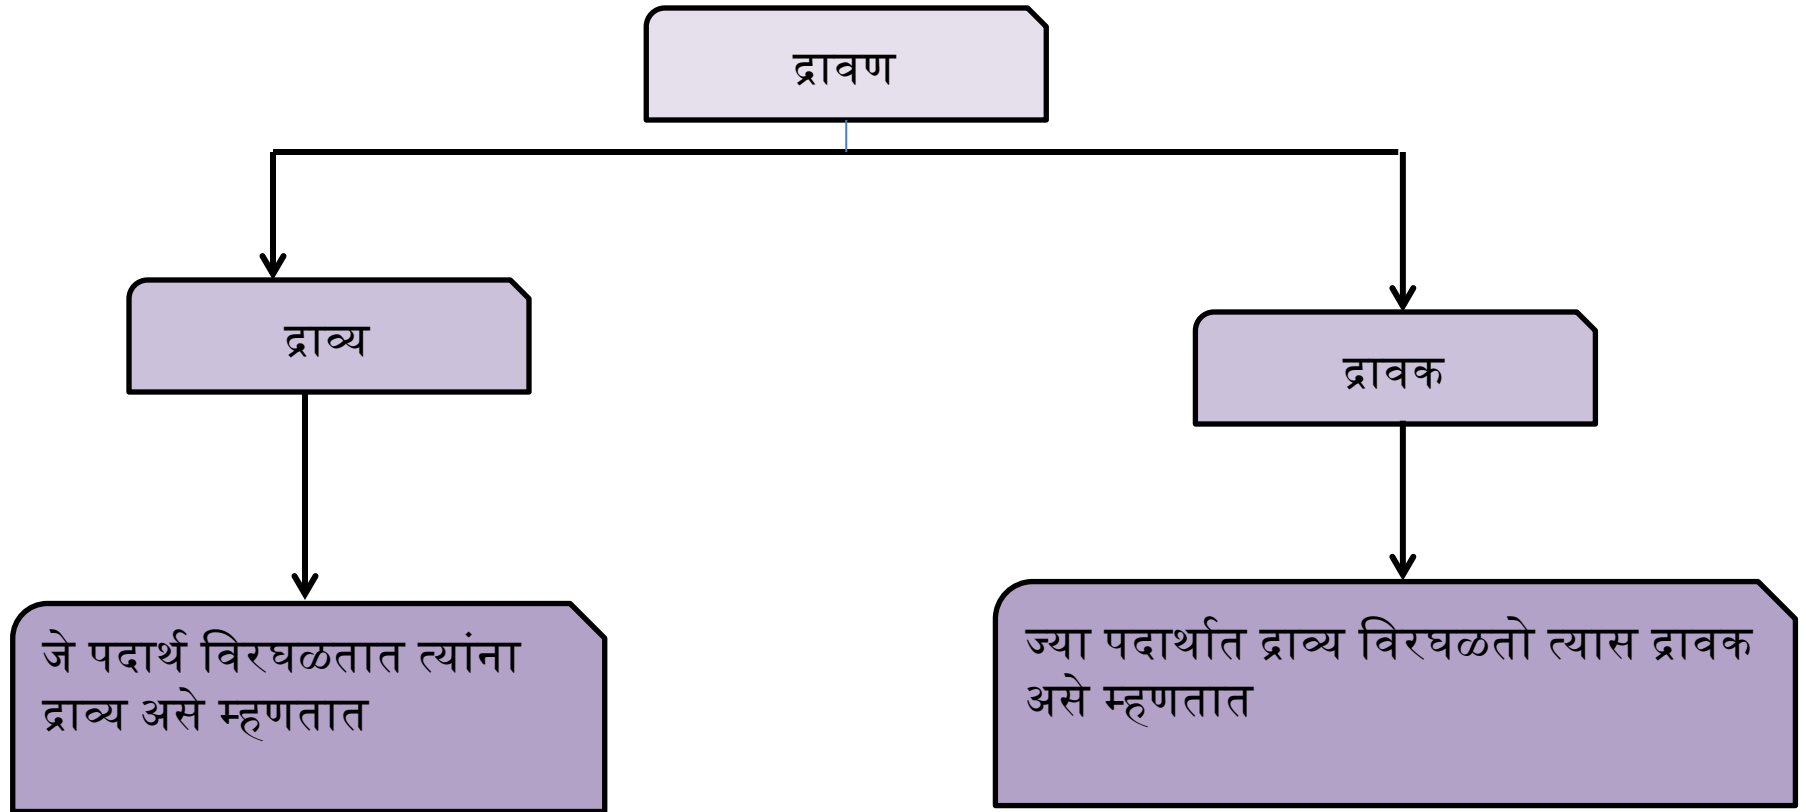 द्रावण
द्राव्य
द्रावक
जे पदार्थ विरघळतात त्यांना
द्राव्य असे म्हणतात
ज्या पदार्थात द्राव्य विरघळतो त्यास द्रावक
असे म्हणतात